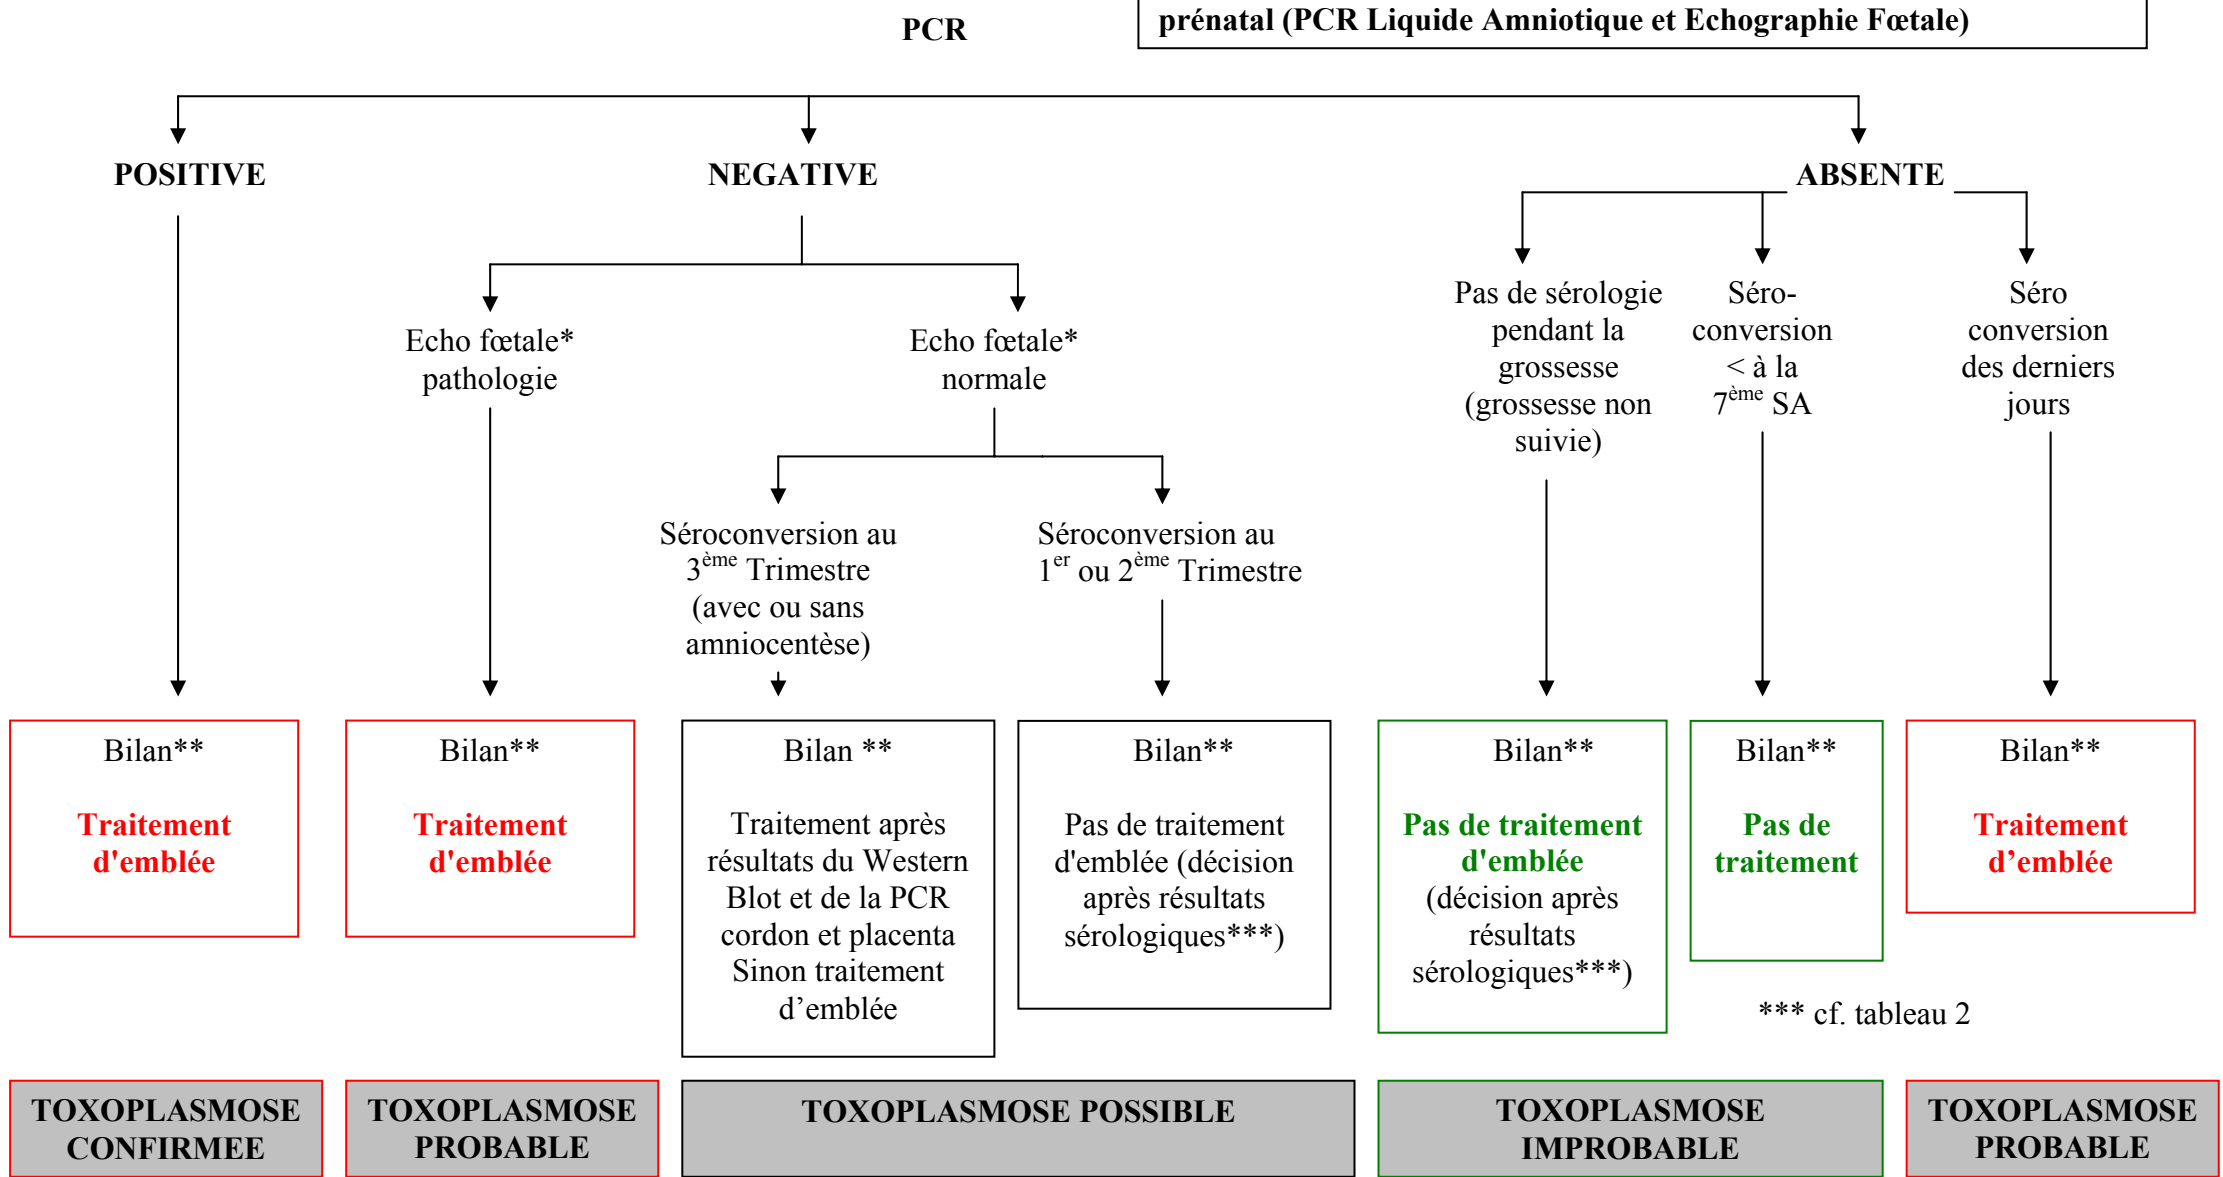 PCR
prénatal (PCR Liquide Amniotique et Echographie Fœtale)
POSITIVE
NEGATIVE
ABSENTE
Echo fœtale*
pathologie
Echo fœtale*
normale
Pas de sérologie
pendant la
grossesse
(grossesse non
suivie)
Séro-
conversion
< à la
7ème SA
Séro
conversion
des derniers
jours
Séroconversion au
3ème Trimestre
(avec ou sans
amniocentèse)
Séroconversion au
1er ou 2ème Trimestre
Bilan**
Traitement
d'emblée
Bilan**
Traitement
d'emblée
Bilan **
Traitement après
résultats du Western
Blot et de la PCR
cordon et placenta
Sinon traitement
d’emblée
Bilan**
Pas de traitement
d'emblée (décision
après résultats
sérologiques***)
Bilan**
Pas de traitement
d'emblée
(décision après
résultats
sérologiques***)
Bilan**
Pas de
traitement
Bilan**
Traitement
d’emblée
*** cf. tableau 2
TOXOPLASMOSE
CONFIRMEE
TOXOPLASMOSE
PROBABLE
TOXOPLASMOSE POSSIBLE
TOXOPLASMOSE
IMPROBABLE
TOXOPLASMOSE
PROBABLE